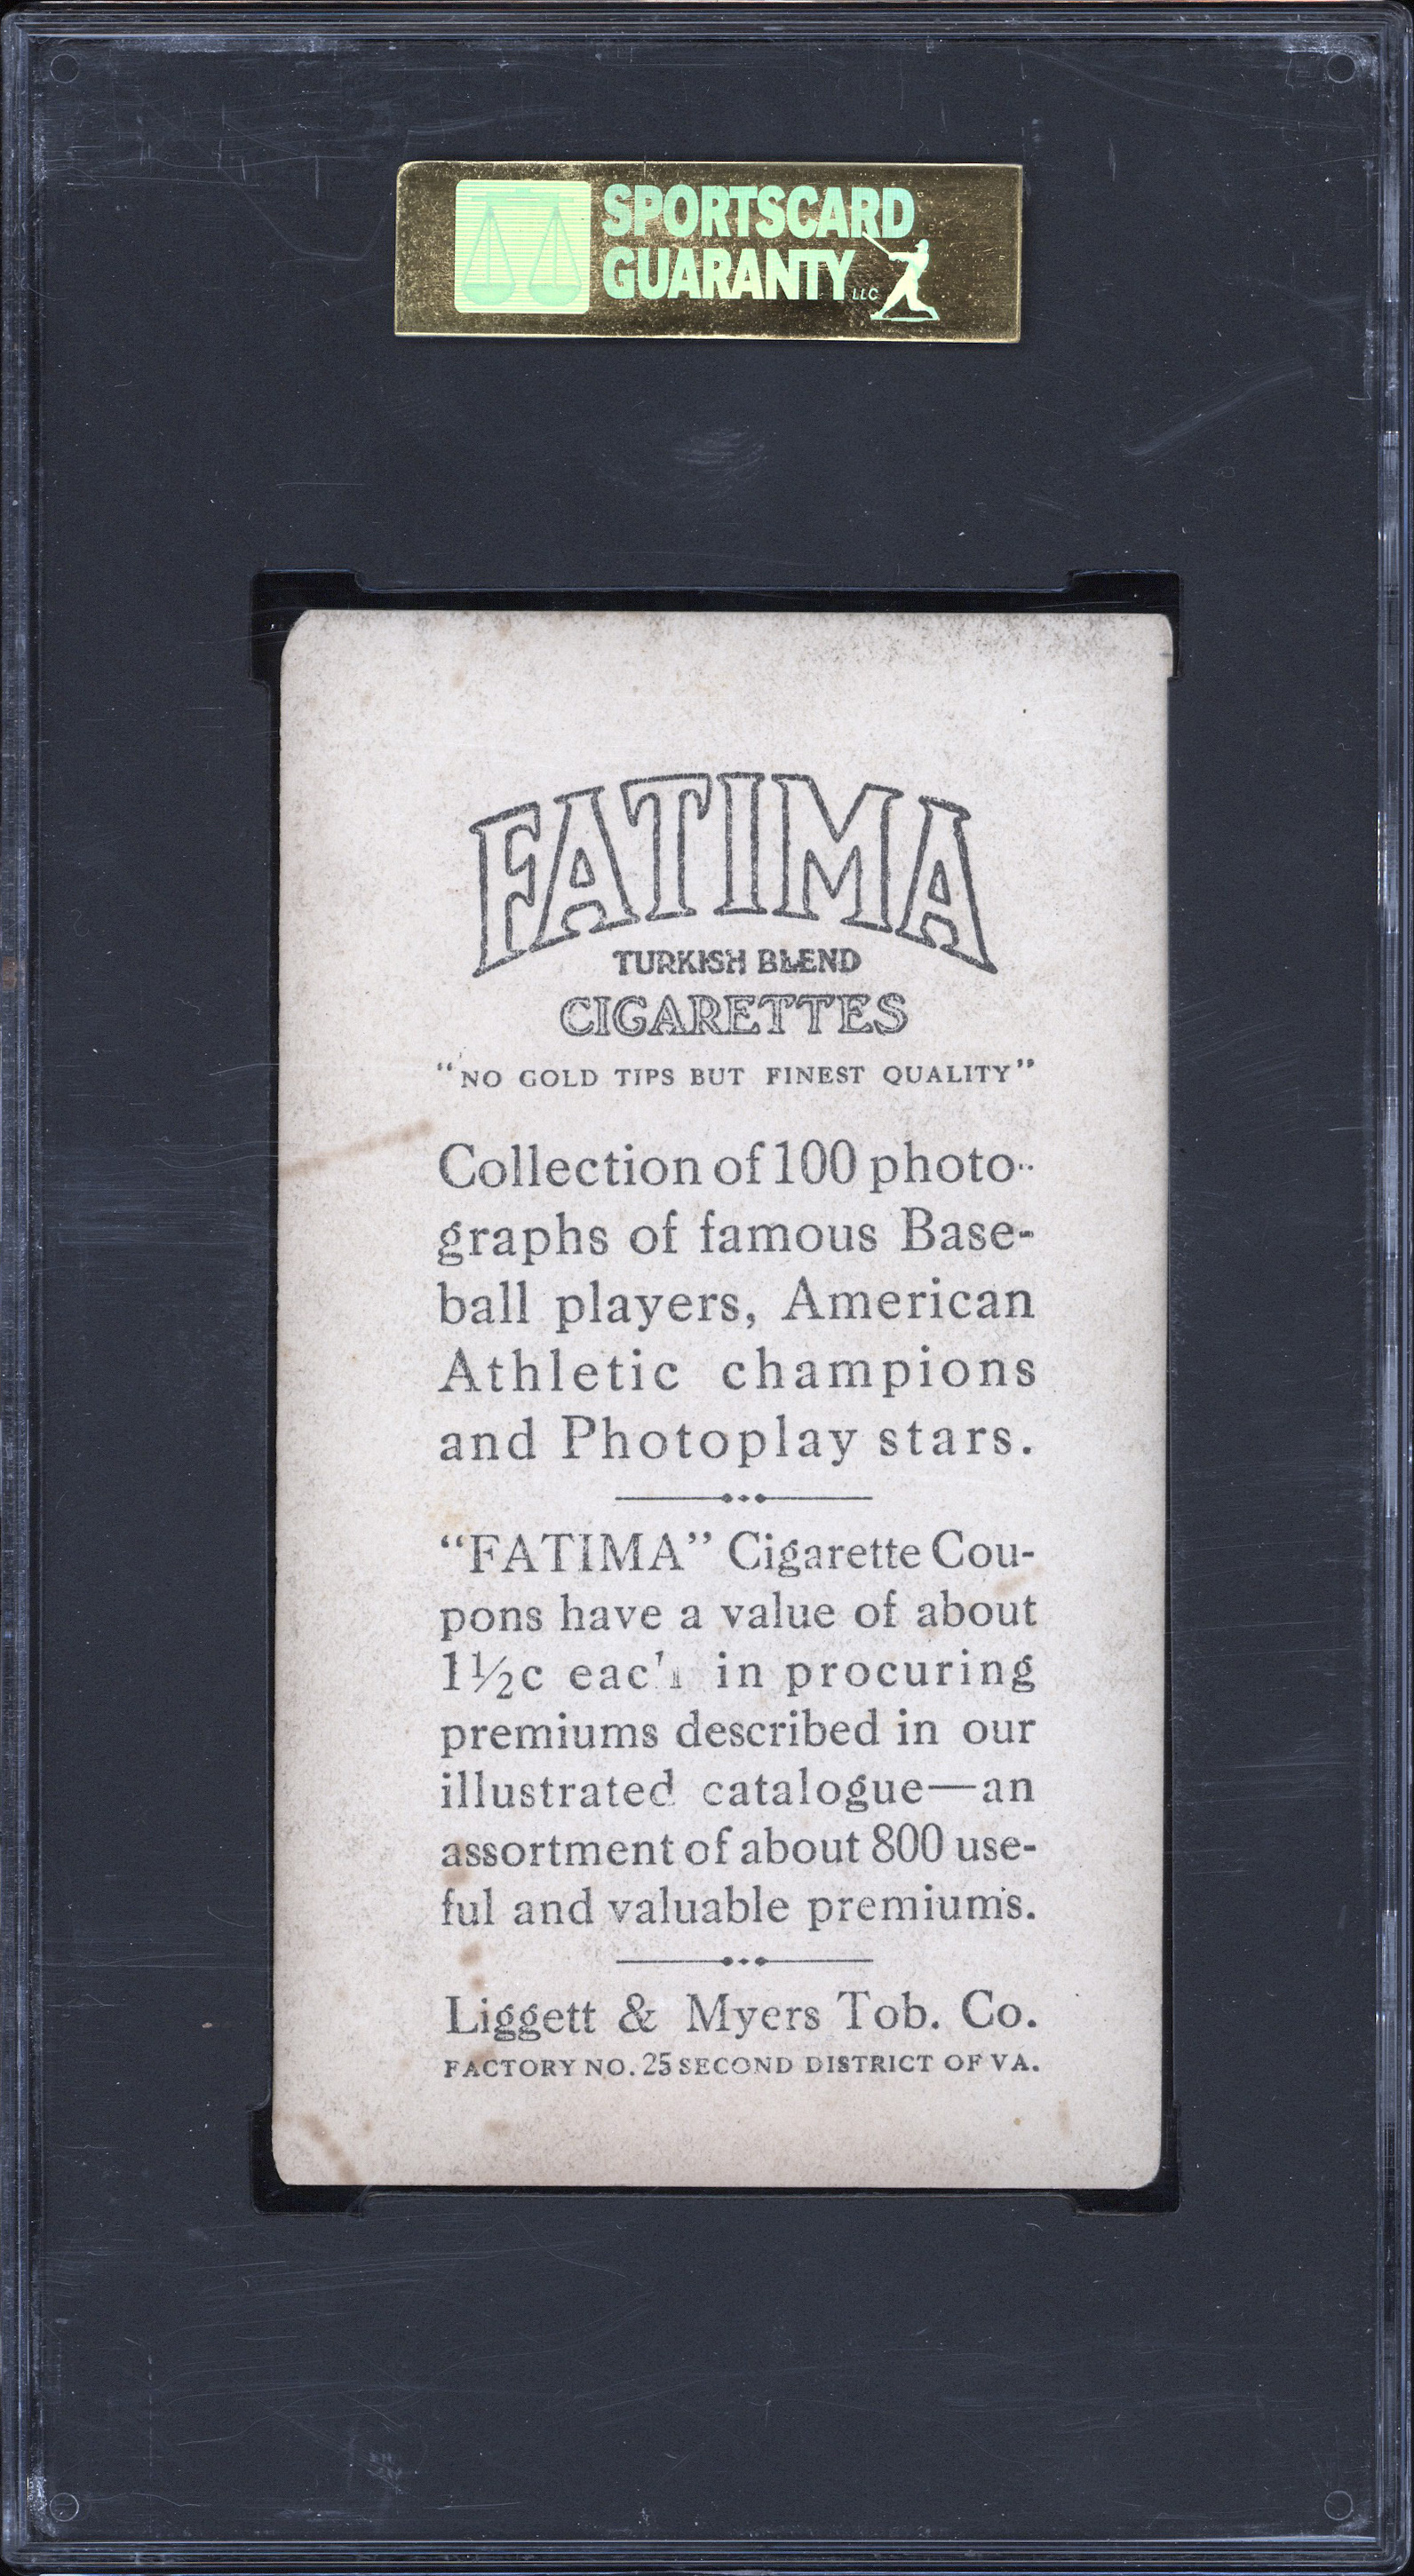 SPORTSCARD
GUARANTY LLC
FATIMA
TURKISH BLEND
CIGARETTES
"NO GOLD TIPS BUT FINEST QUALITY"
Collection of 100 photo-
graphs of famous Base-
ball players, American
Athletic champions
and Photoplay stars.
"FATIMA" Cigarette Cou-
pons have a value of about
1½c each in procuring
premiums described in our
illustrated catalogue—an
assortment of about 800 use-
ful and valuable premiums.
Liggett & Myers Tob. Co.
FACTORY NO. 25 SECOND DISTRICT OF VA.